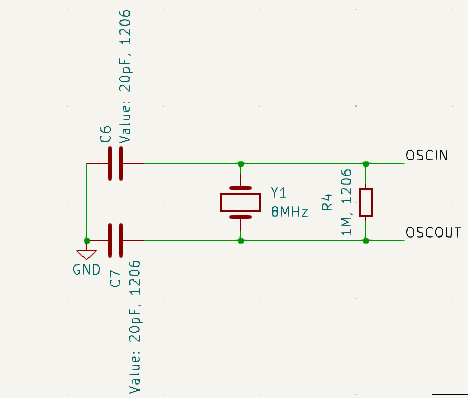 C6
Value: 20pF, 1206
OSCIN
Y1
8MHz
R4
1M, 1206
OSCOUT
GND
C7
Value: 20pF, 1206